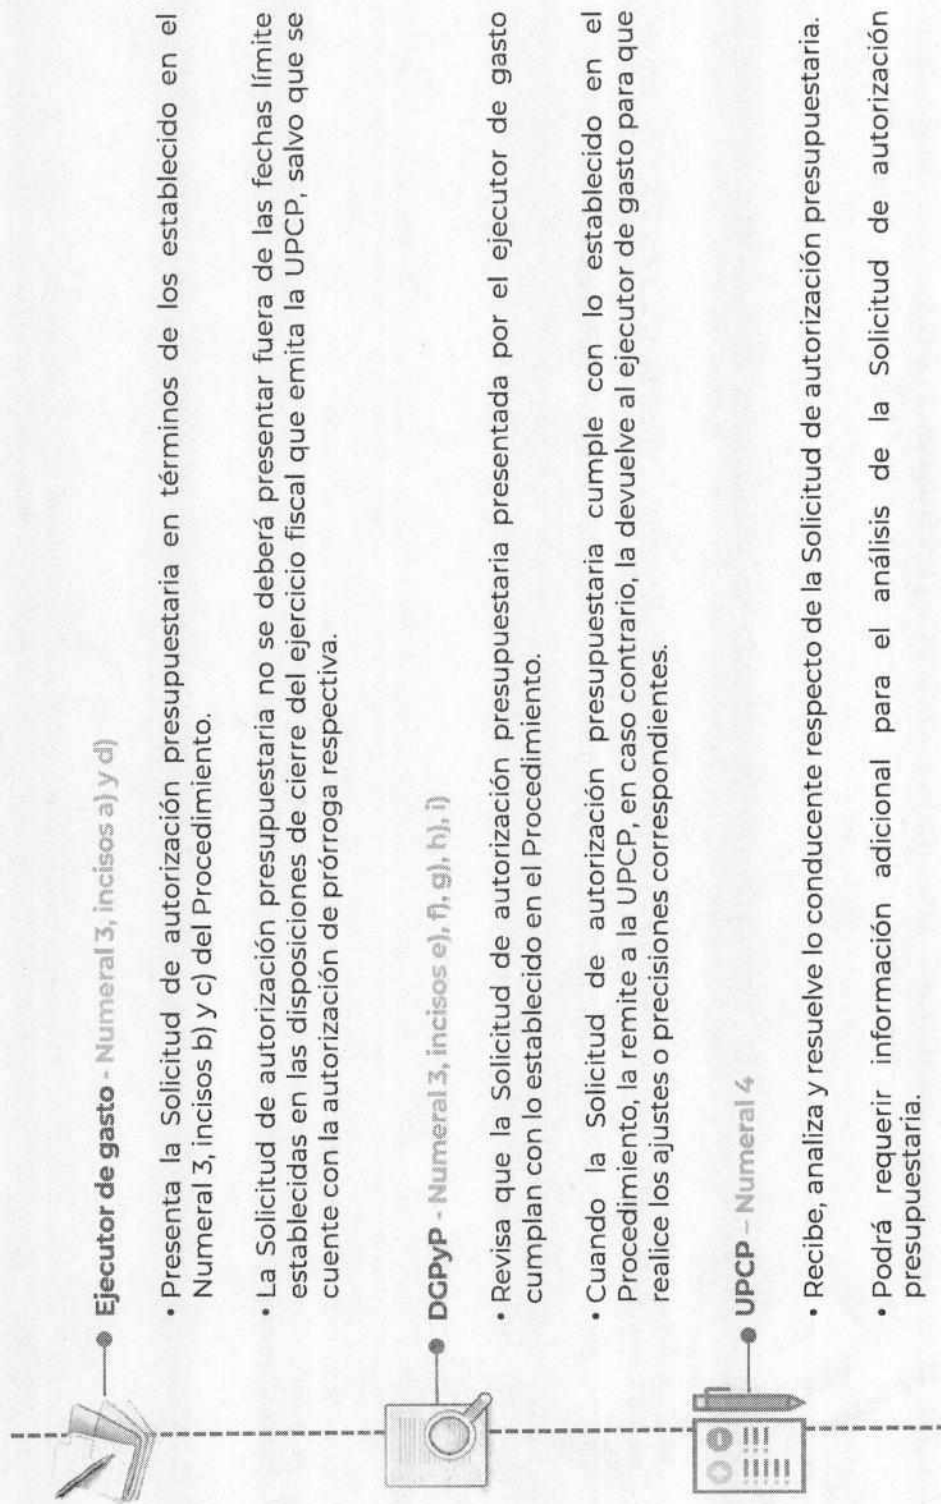 Ejecutor de gasto - Numeral 3, incisos a) y d)
• Presenta la Solicitud de autorización presupuestaria en términos de los establecido en el
Numeral 3, incisos b) y c) del Procedimiento.
• La Solicitud de autorización presupuestaria no se deberá presentar fuera de las fechas límite
establecidas en las disposiciones de cierre del ejercicio fiscal que emita la UPCP, salvo que se
cuente con la autorización de prórroga respectiva.
DGPyP - Numeral 3, incisos e), f), g), h), i)
• Revisa que la Solicitud de autorización presupuestaria presentada por el ejecutor de gasto
cumplan con lo establecido en el Procedimiento.
• Cuando la Solicitud de autorización presupuestaria cumple con lo establecido en el
Procedimiento, la remite a la UPCP, en caso contrario, la devuelve al ejecutor de gasto para que
realice los ajustes o precisiones correspondientes.
UPCP – Numeral 4
• Recibe, analiza y resuelve lo conducente respecto de la Solicitud de autorización presupuestaria.
• Podrá requerir información adicional para el análisis de la Solicitud de autorización
presupuestaria.